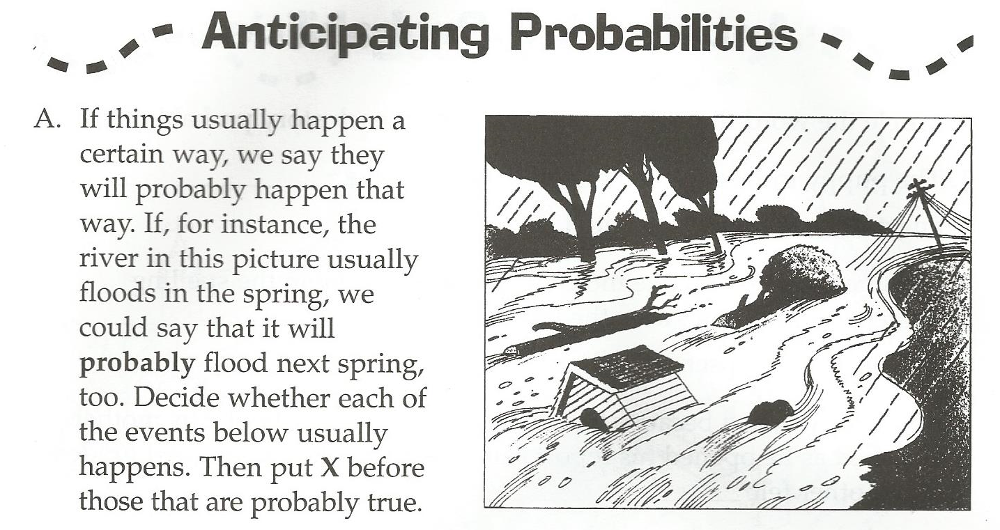 Anticipating Probabilities
A. If things usually happen a
certain way, we say they
will probably happen that
way. If, for instance, the
river in this picture usually
floods in the spring, we
could say that it will
probably flood next spring,
too. Decide whether each of
the events below usually
happens. Then put X before
those that are probably true.